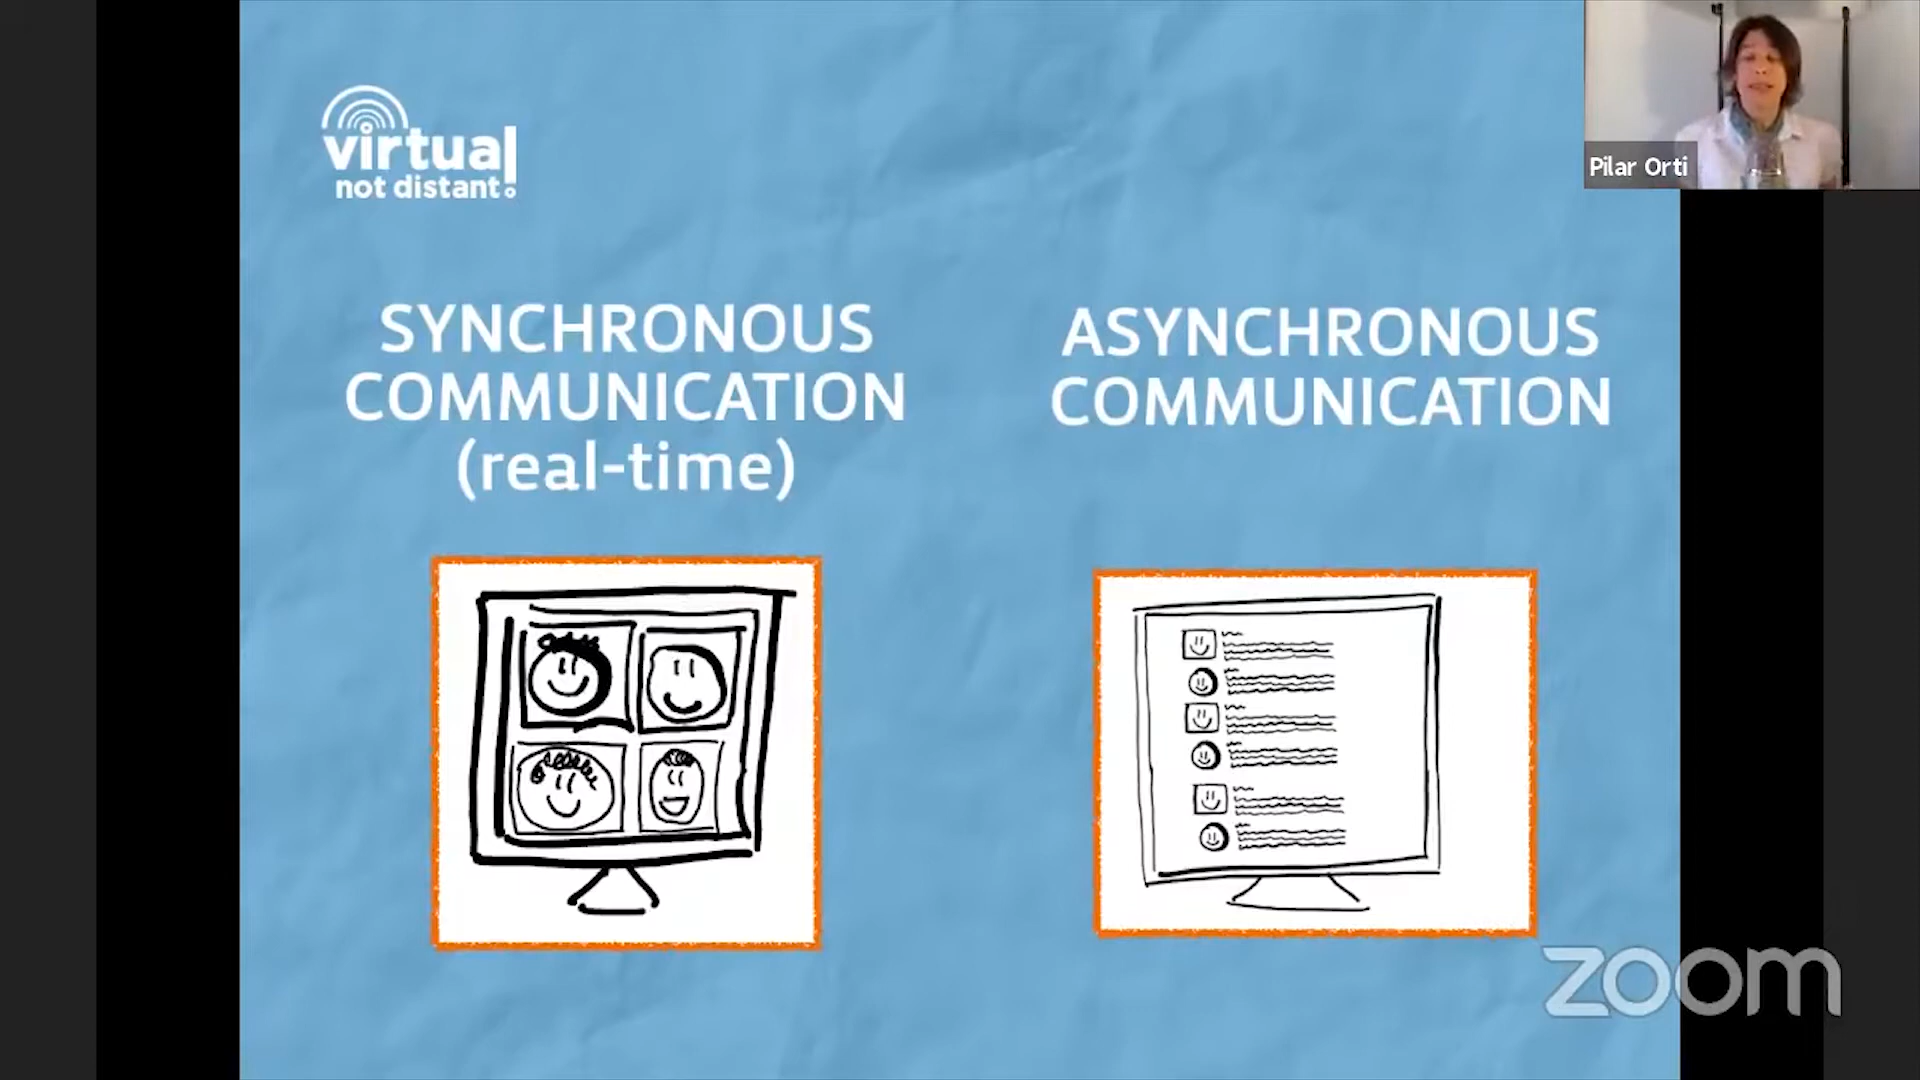 virtual
not distant
Pilar Orti
SYNCHRONOUS
COMMUNICATION
(real-time)
ASYNCHRONOUS
COMMUNICATION
zoom